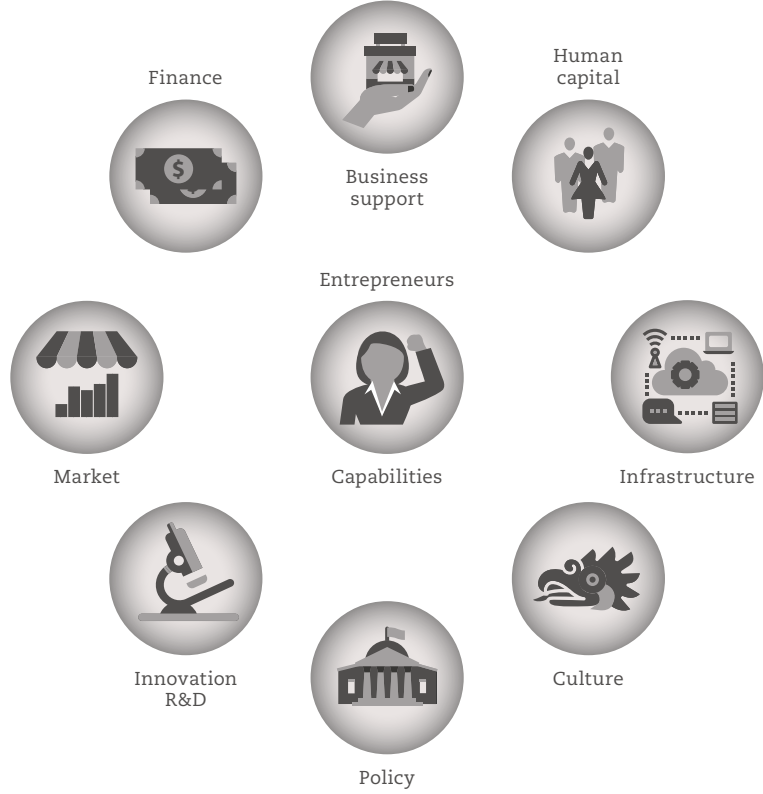 Human
capital
Finance
Business
support
$
Entrepreneurs
Capabilities
Market
Infrastructure
Innovation
R&D
Culture
Policy